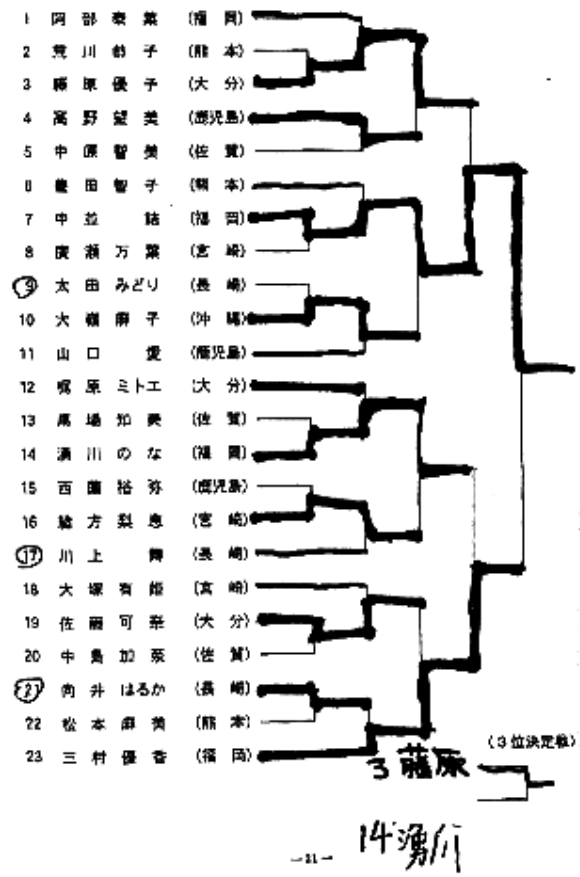 1 阿部泰葉 (福岡)
2 荒川 子 (熊本)
3 藤原優子 (大分)
4 高野望美 (鹿児島)
5 中原智美 (佐賀)
6 豊田智子 (熊本)
7 中並 結 (福岡)
8 廣瀬万葉 (宮崎)
9 太田みどり (長崎)
10 大嶺麻子 (沖縄)
11 山口 愛 (鹿児島)
12 梶原ミトエ (大分)
13 馬場知美 (佐賀)
14 湧川のな (福岡)
15 西薗裕弥 (鹿児島)
16 緒方梨恵 (宮崎)
17 川上 舞 (長崎)
18 大塚有姫 (宮崎)
19 佐藤可奈 (大分)
20 中島加奈 (佐賀)
21 向井はるか (長崎)
22 松本麻美 (熊本)
23 三村優香 (福岡)
(3位決定戦)
3 藤原
14 湧川
—31—